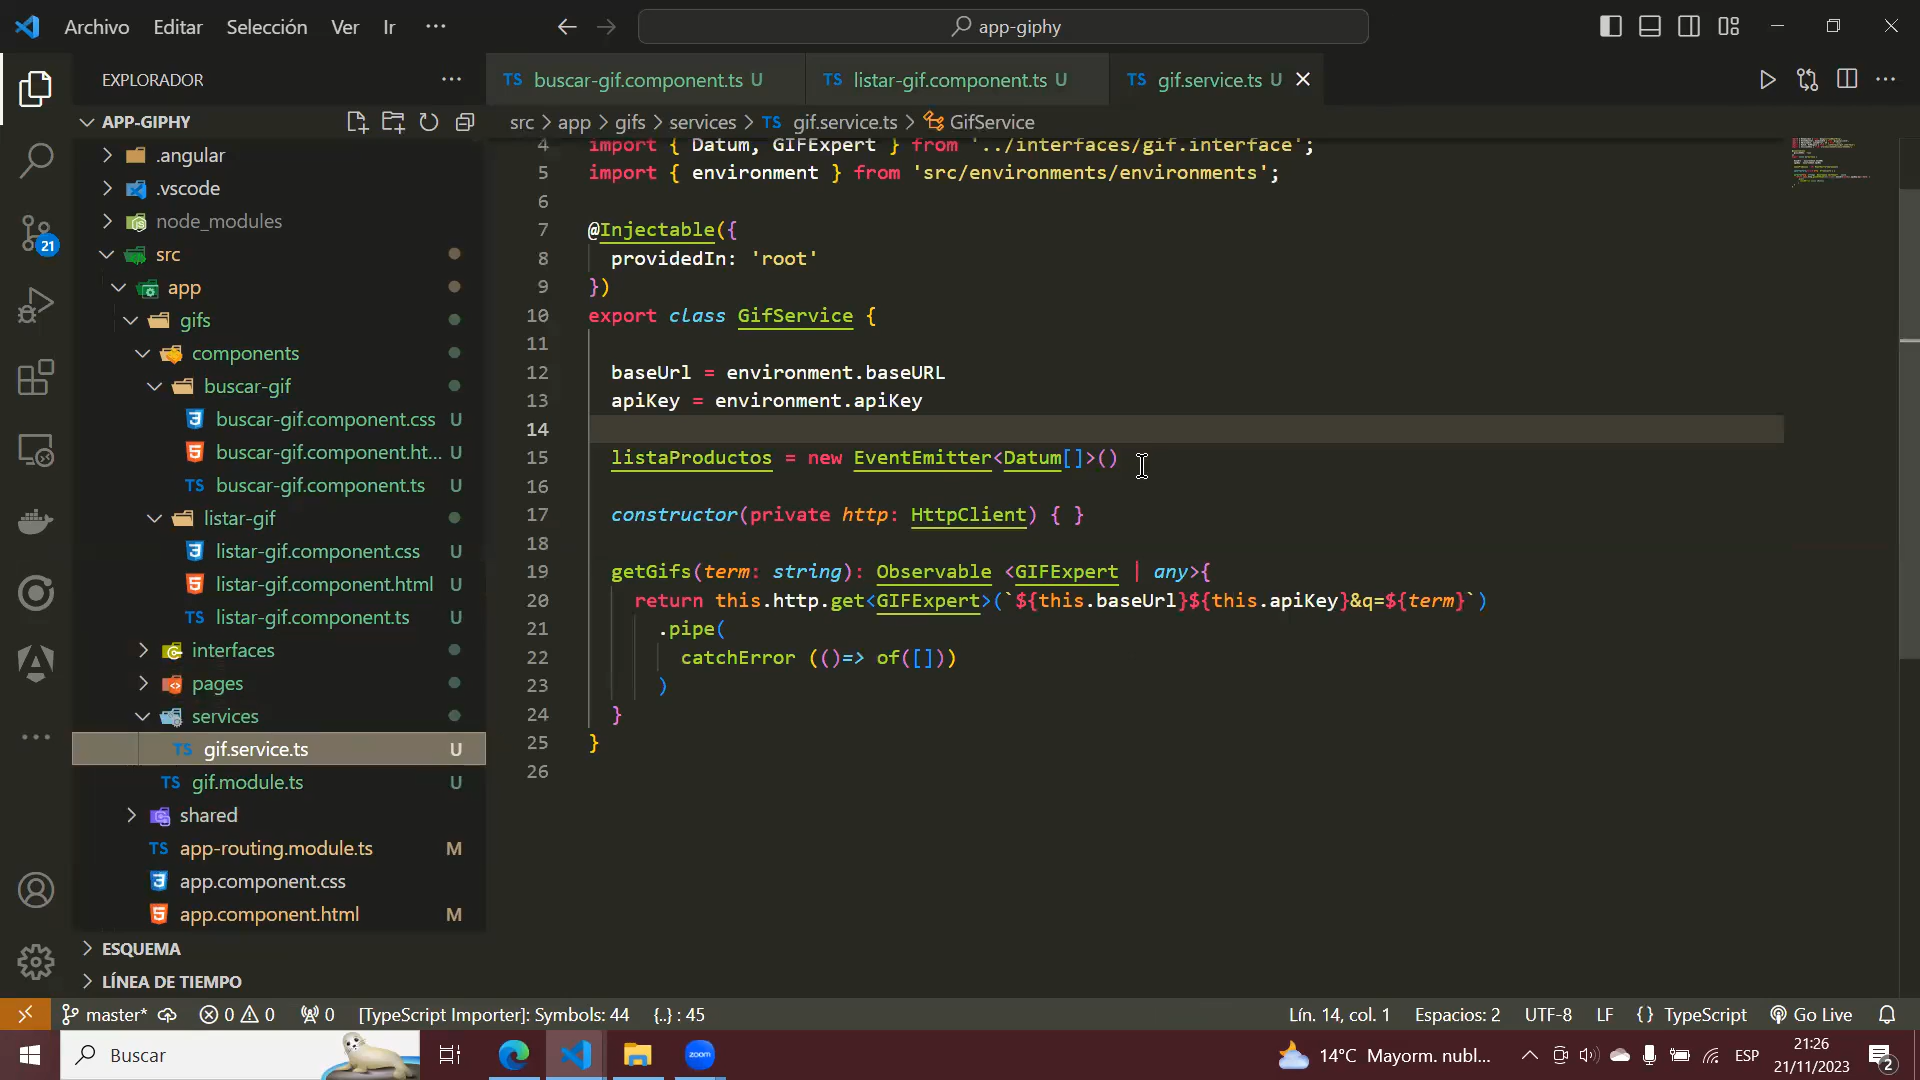 Archivo Editar Selección Ver Ir ··· app-giphy
EXPLORADOR
TS buscar-gif.component.ts U TS listar-gif.component.ts U TS gif.service.ts U
APP-GIPHY
src > app > gifs > services > TS gif.service.ts > GifService
.angular
.vscode
node_modules
src
app
gifs
components
buscar-gif
buscar-gif.component.css U
buscar-gif.component.ht... U
TS buscar-gif.component.ts U
listar-gif
listar-gif.component.css U
listar-gif.component.html U
TS listar-gif.component.ts U
interfaces
pages
services
TS gif.service.ts U
TS gif.module.ts U
shared
TS app-routing.module.ts M
app.component.css
app.component.html M
ESQUEMA
LÍNEA DE TIEMPO
21
4 import { Datum, GIFExpert } from '../interfaces/gif.interface';
5 import { environment } from 'src/environments/environments';
6
7 @Injectable({
8 providedIn: 'root'
9 })
10 export class GifService {
11
12 baseUrl = environment.baseURL
13 apiKey = environment.apiKey
14
15 listaProductos = new EventEmitter<Datum[]>()
16
17 constructor(private http: HttpClient) { }
18
19 getGifs(term: string): Observable <GIFExpert | any>{
20 return this.http.get<GIFExpert>(`${this.baseUrl}${this.apiKey}&q=${term}`)
21 .pipe(
22 catchError (()=> of([]))
23 )
24 }
25 }
26
master* 0 0 0 [TypeScript Importer]: Symbols: 44 {..} : 45 Lín. 14, col. 1 Espacios: 2 UTF-8 LF {} TypeScript Go Live
Buscar zoom 14°C Mayorm. nubl... ESP 21:26
21/11/2023 2